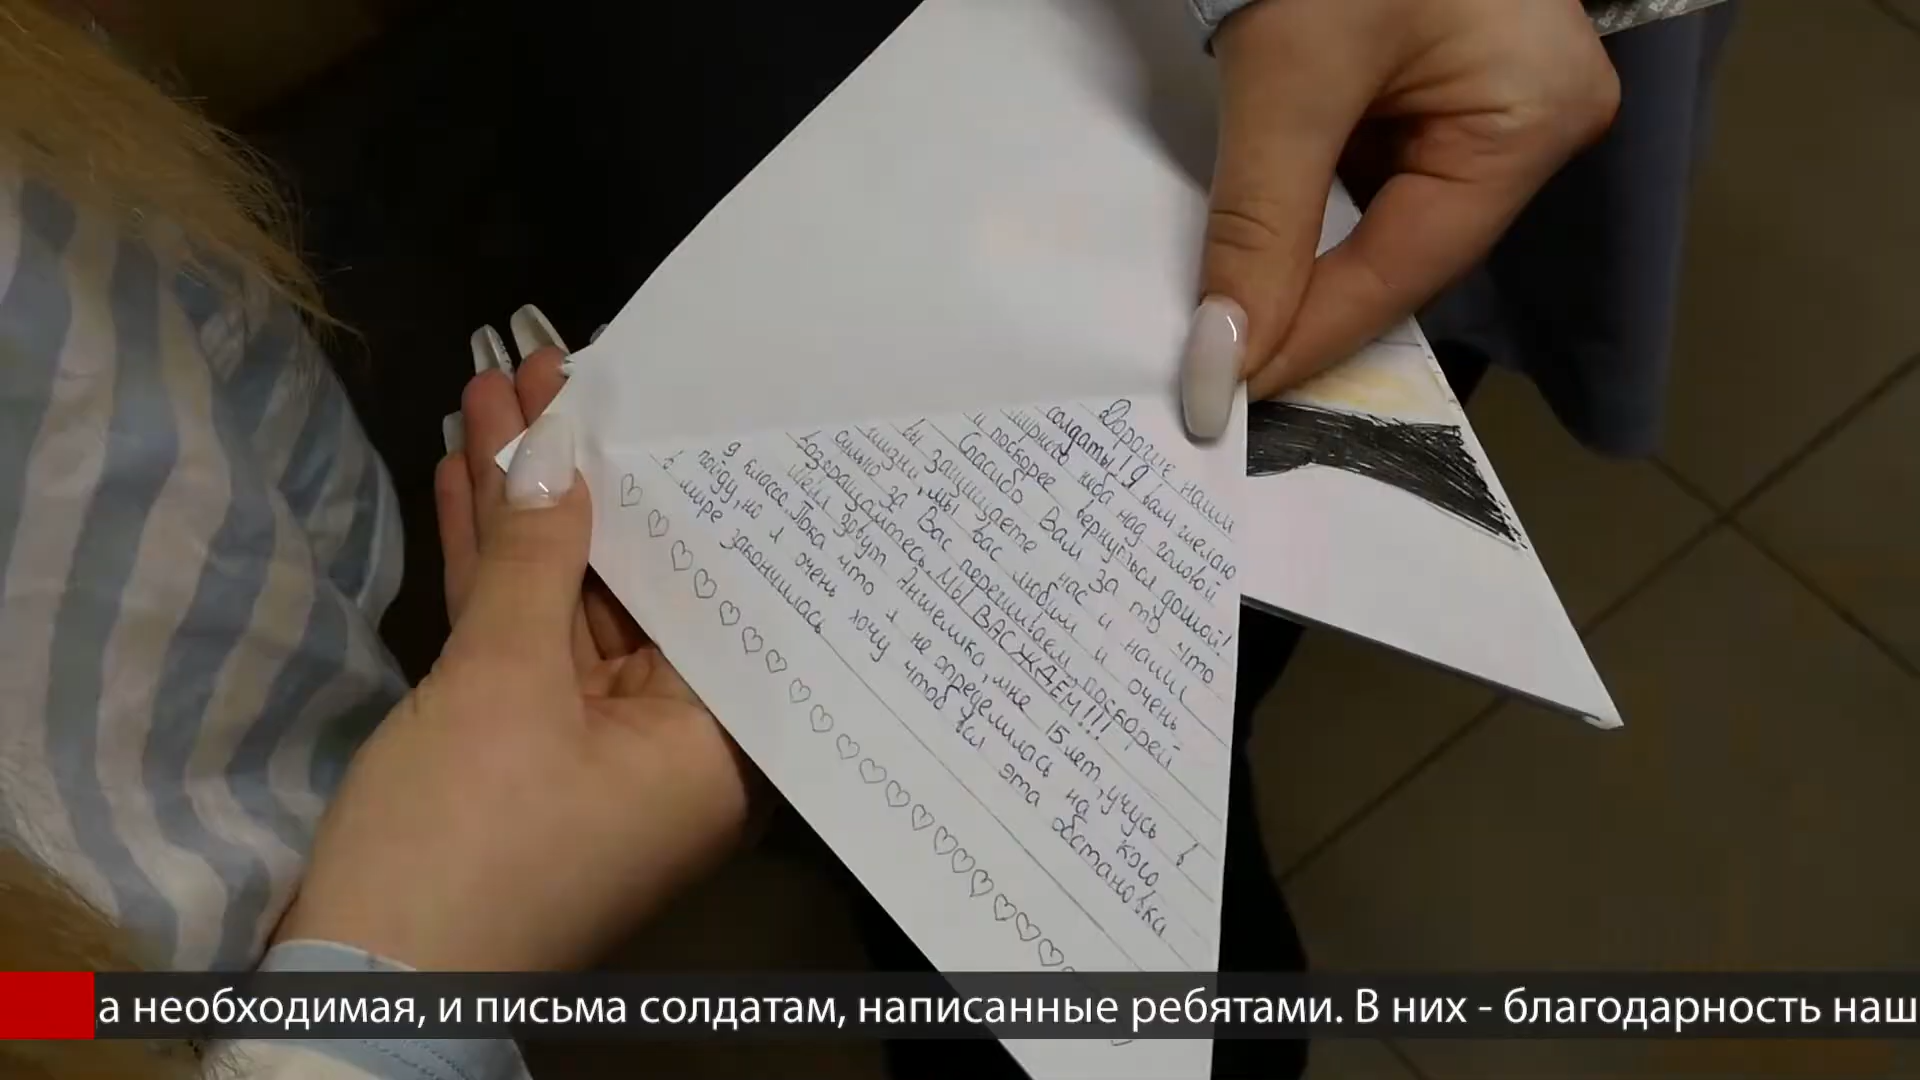 Дорогие наши
солдаты! Я вам желаю
мирного неба над головой
и поскорее вернуться домой!
Спасибо Вам за то что
вы защищаете нас и наши
жизни, мы вас любим и очень
сильно за Вас переживаем, поскорей
возвращайтесь. МЫ ВАС ЖДЁМ!!!
Меня зовут Анжелика, мне 15 лет, учусь в
9 классе. Пока что я не определилась на кого
пойду, но я очень хочу чтоб вся эта обстановка
в мире закончилась
а необходимая, и письма солдатам, написанные ребятами. В них - благодарность наш